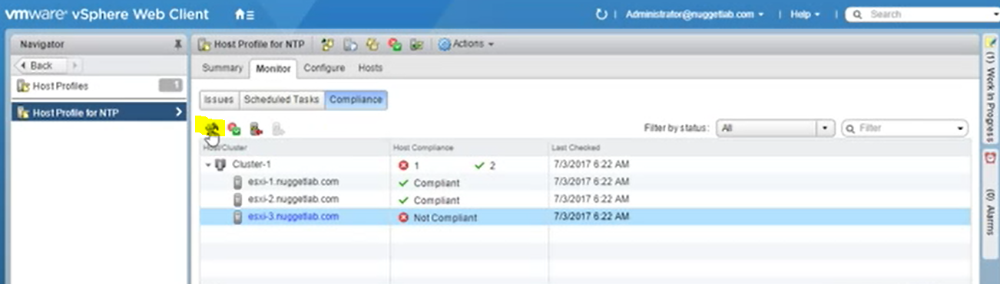 vmware® vSphere Web Client Administrator@nuggetlab.com Help Search
Navigator
Back
Host Profiles 1
Host Profile for NTP
Host Profile for NTP Actions
Summary Monitor Configure Hosts
Issues Scheduled Tasks Compliance
Filter by status: All Filter
Host/Cluster Host Compliance Last Checked
Cluster-1 1 2 7/3/2017 6:22 AM
esxi-1.nuggetlab.com Compliant 7/3/2017 6:22 AM
esxi-2.nuggetlab.com Compliant 7/3/2017 6:22 AM
esxi-3.nuggetlab.com Not Compliant 7/3/2017 6:22 AM
(1) Work In Progress
(0) Alarms